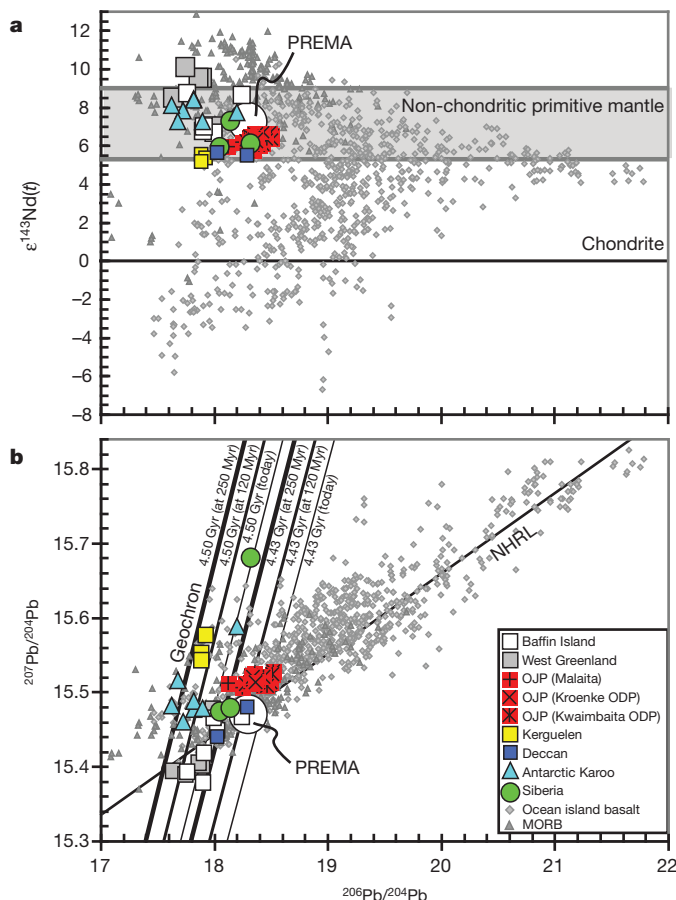 a
12
10
8
6
4
2
0
−2
−4
−6
−8
ε¹⁴³Nd(t)
PREMA
Non-chondritic primitive mantle
Chondrite
b
15.8
15.7
15.6
15.5
15.4
15.3
²⁰⁷Pb/²⁰⁴Pb
Geochron
4.50 Gyr (at 250 Myr)
4.50 Gyr (at 120 Myr)
4.50 Gyr (today)
4.43 Gyr (at 250 Myr)
4.43 Gyr (at 120 Myr)
4.43 Gyr (today)
NHRL
PREMA
Baffin Island
West Greenland
OJP (Malaita)
OJP (Kroenke ODP)
OJP (Kwaimbaita ODP)
Kerguelen
Deccan
Antarctic Karoo
Siberia
Ocean island basalt
MORB
17 18 19 20 21 22
²⁰⁶Pb/²⁰⁴Pb